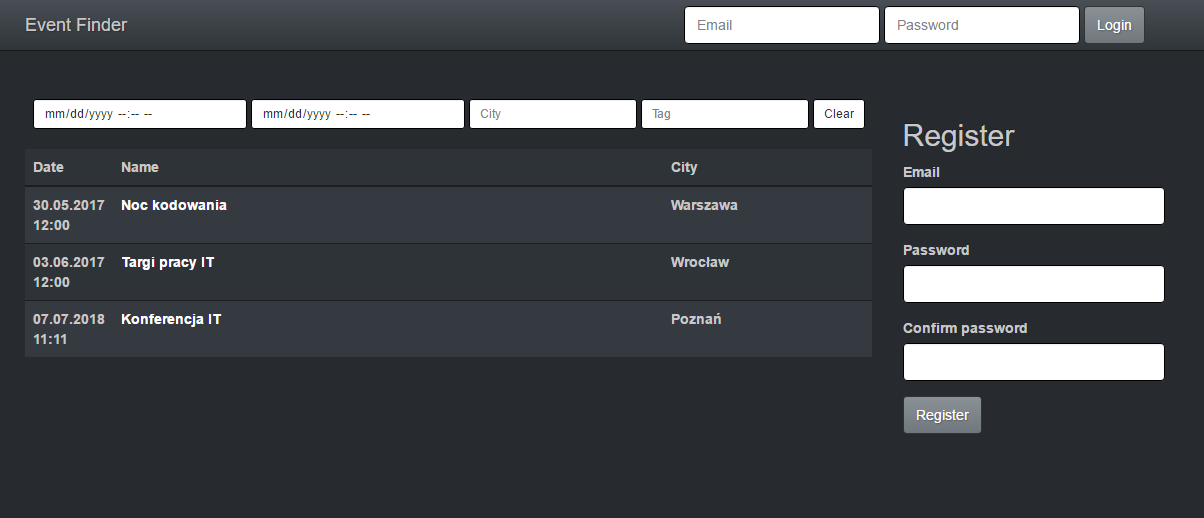 Event Finder Email Password Login
mm/dd/yyyy --:-- -- mm/dd/yyyy --:-- -- City Tag Clear
Date Name City
30.05.2017 Noc kodowania Warszawa
12:00
03.06.2017 Targi pracy IT Wrocław
12:00
07.07.2018 Konferencja IT Poznań
11:11
Register
Email
Password
Confirm password
Register